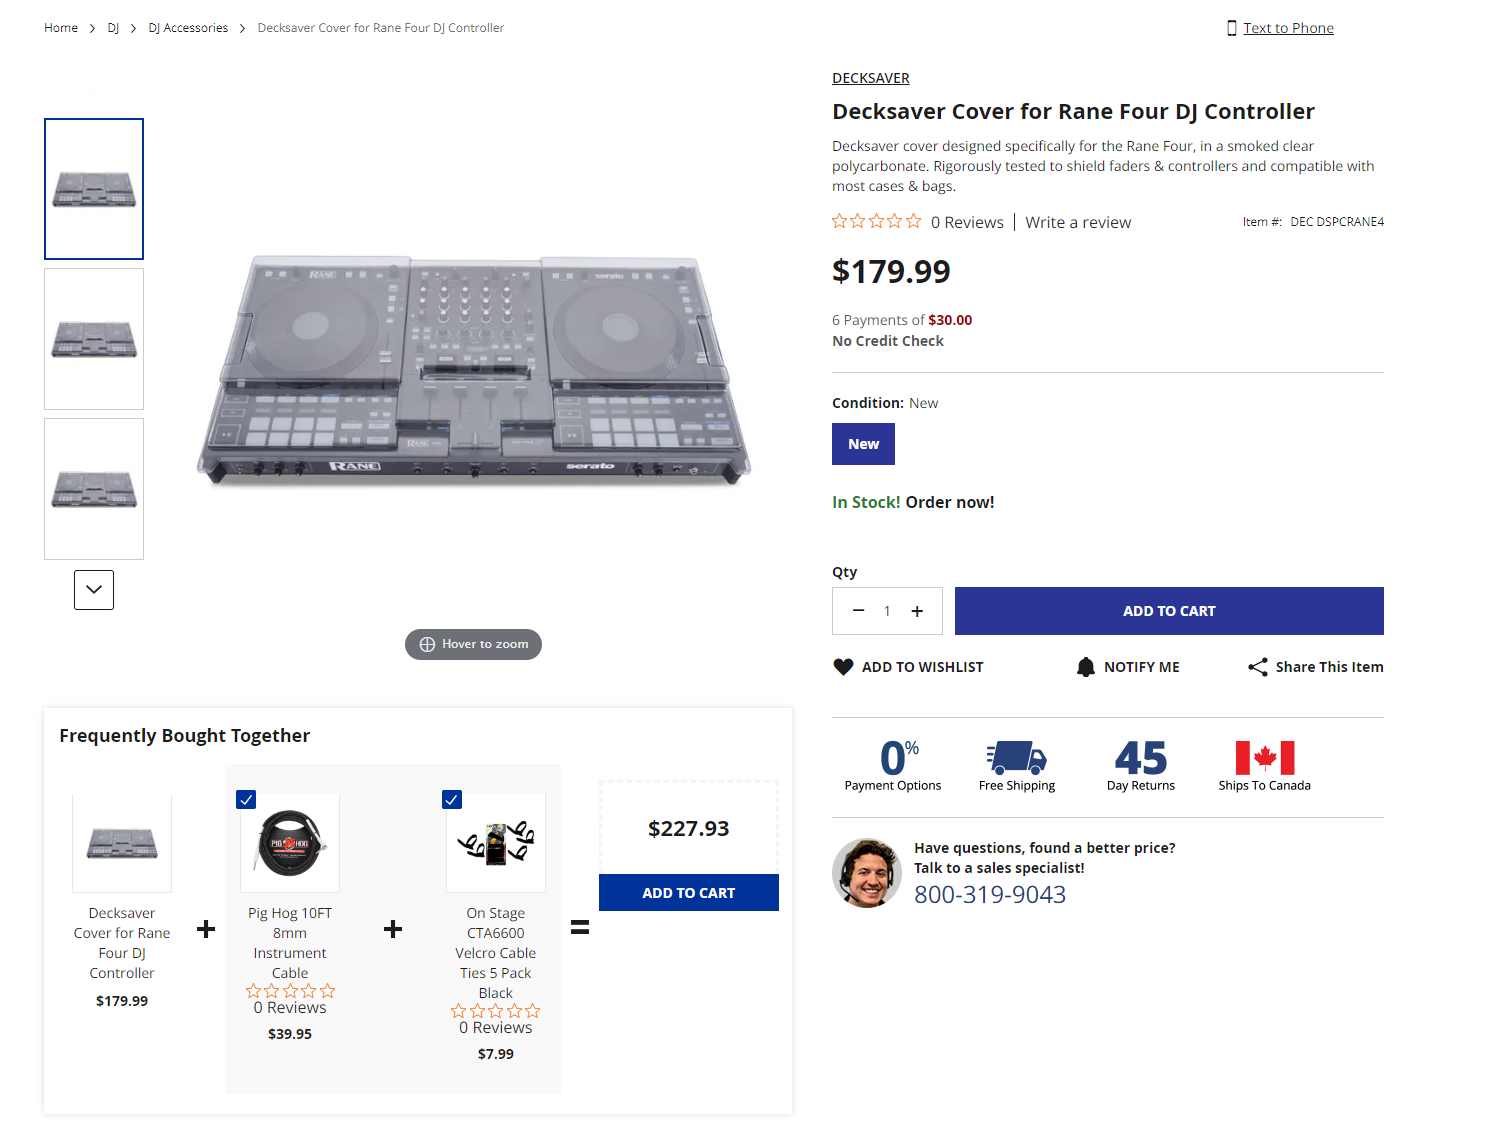 Home > DJ > DJ Accessories > Decksaver Cover for Rane Four DJ Controller
Text to Phone
DECKSAVER
Decksaver Cover for Rane Four DJ Controller
Decksaver cover designed specifically for the Rane Four, in a smoked clear
polycarbonate. Rigorously tested to shield faders & controllers and compatible with
most cases & bags.
0 Reviews | Write a review
Item #: DEC DSPCRANE4
$179.99
6 Payments of $30.00
No Credit Check
Condition: New
New
In Stock! Order now!
Qty
− 1 +
ADD TO CART
ADD TO WISHLIST
NOTIFY ME
Share This Item
0%
Payment Options
Free Shipping
45
Day Returns
Ships To Canada
Have questions, found a better price?
Talk to a sales specialist!
800-319-9043
RANE
serato
RANE
RANE
serato
Hover to zoom
Frequently Bought Together
Decksaver
Cover for Rane
Four DJ
Controller
$179.99
+
PIG HOG
Pig Hog 10FT
8mm
Instrument
Cable
0 Reviews
$39.95
+
On Stage
CTA6600
Velcro Cable
Ties 5 Pack
Black
0 Reviews
$7.99
=
$227.93
ADD TO CART